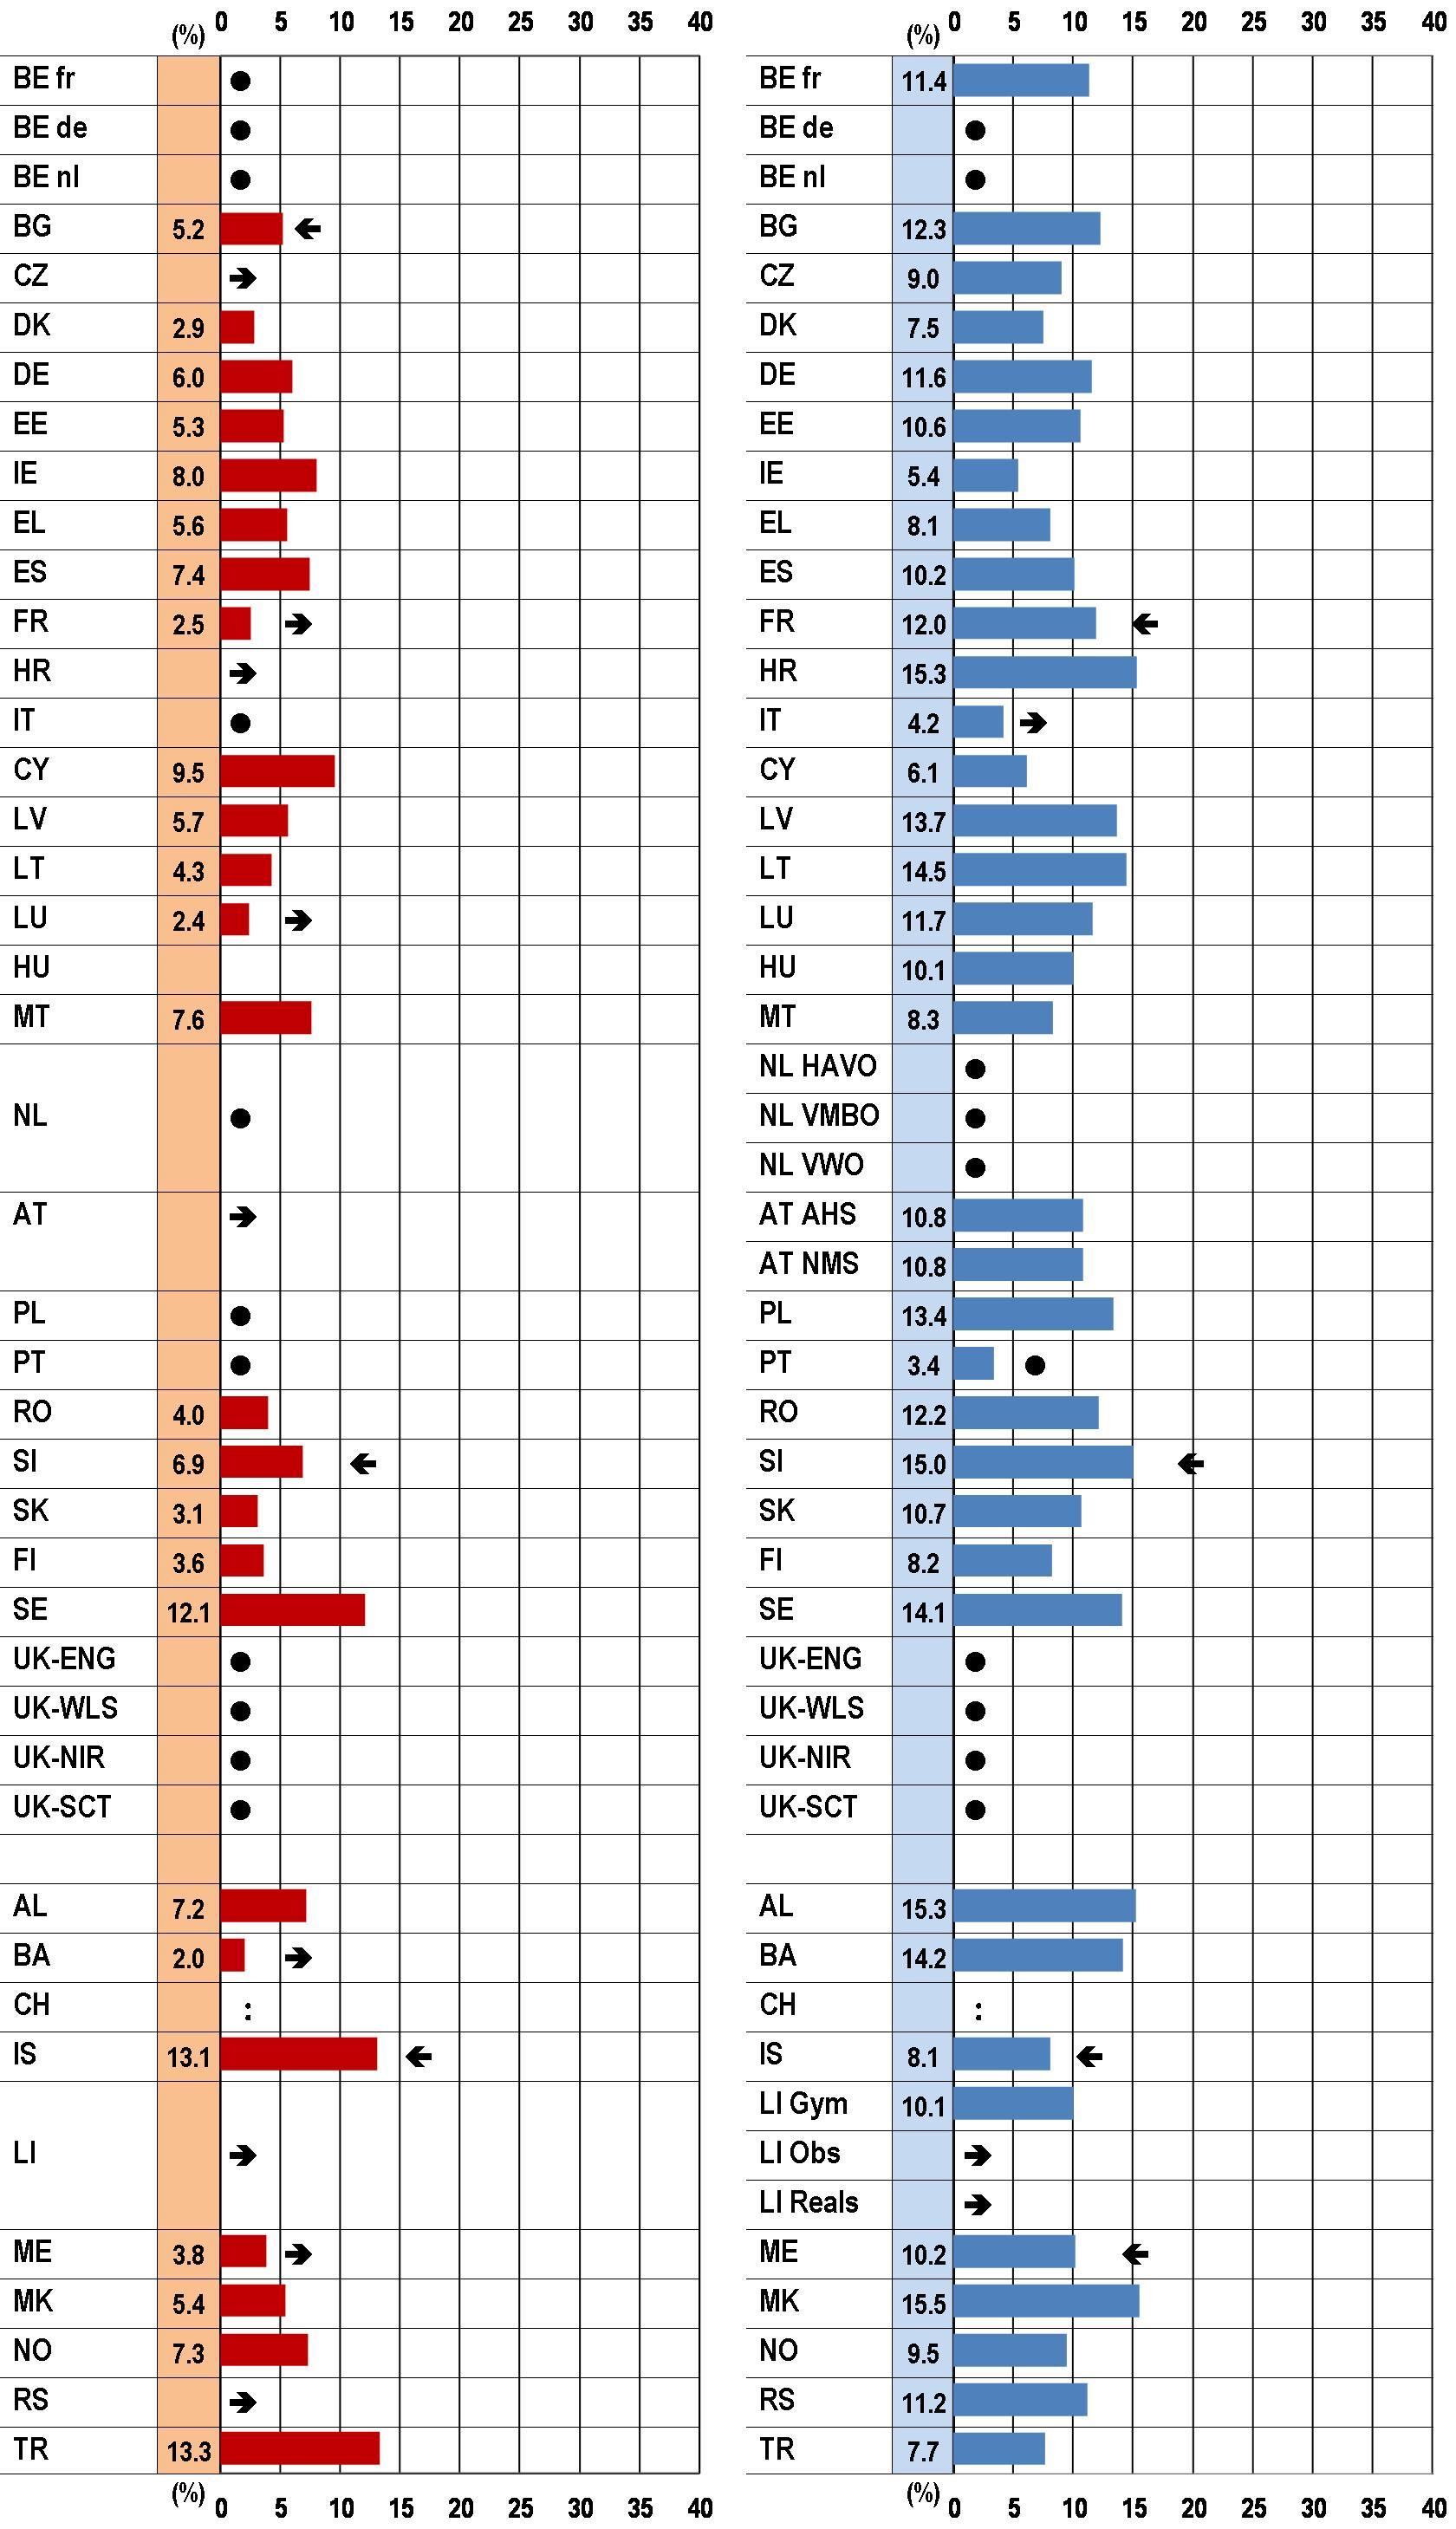 0 5 10 15 20 25 30 35 40 0 5 10 15 20 25 30 35 40
(%) (%)
BE fr BE fr 11.4
BE de BE de
BE nl BE nl
BG 5.2 BG 12.3
CZ CZ 9.0
DK 2.9 DK 7.5
DE 6.0 DE 11.6
EE 5.3 EE 10.6
IE 8.0 IE 5.4
EL 5.6 EL 8.1
ES 7.4 ES 10.2
FR 2.5 FR 12.0
HR HR 15.3
IT IT 4.2
CY 9.5 CY 6.1
LV 5.7 LV 13.7
LT 4.3 LT 14.5
LU 2.4 LU 11.7
HU HU 10.1
MT 7.6 MT 8.3
NL HAVO
NL NL VMBO
NL VWO
AT AT AHS 10.8
AT NMS 10.8
PL PL 13.4
PT PT 3.4
RO 4.0 RO 12.2
SI 6.9 SI 15.0
SK 3.1 SK 10.7
FI 3.6 FI 8.2
SE 12.1 SE 14.1
UK-ENG UK-ENG
UK-WLS UK-WLS
UK-NIR UK-NIR
UK-SCT UK-SCT
AL 7.2 AL 15.3
BA 2.0 BA 14.2
CH : CH :
IS 13.1 IS 8.1
LI Gym 10.1
LI LI Obs
LI Reals
ME 3.8 ME 10.2
MK 5.4 MK 15.5
NO 7.3 NO 9.5
RS RS 11.2
TR 13.3 TR 7.7
(%) (%)
0 5 10 15 20 25 30 35 40 0 5 10 15 20 25 30 35 40